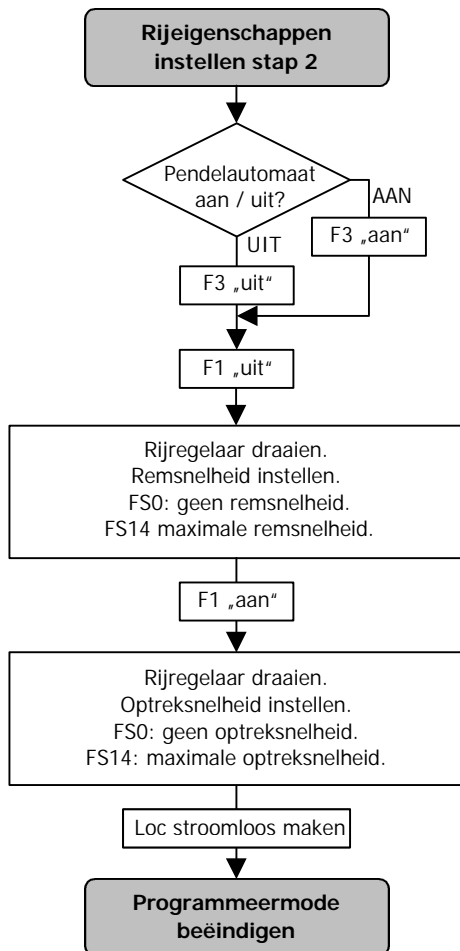 Rijeigenschappen
instellen stap 2
Pendelautomaat
aan / uit?
AAN
F3 „aan“
UIT
F3 „uit“
F1 „uit“
Rijregelaar draaien.
Remsnelheid instellen.
FS0: geen remsnelheid.
FS14 maximale remsnelheid.
F1 „aan“
Rijregelaar draaien.
Optreksnelheid instellen.
FS0: geen optreksnelheid.
FS14: maximale optreksnelheid.
Loc stroomloos maken
Programmeermode
beëindigen